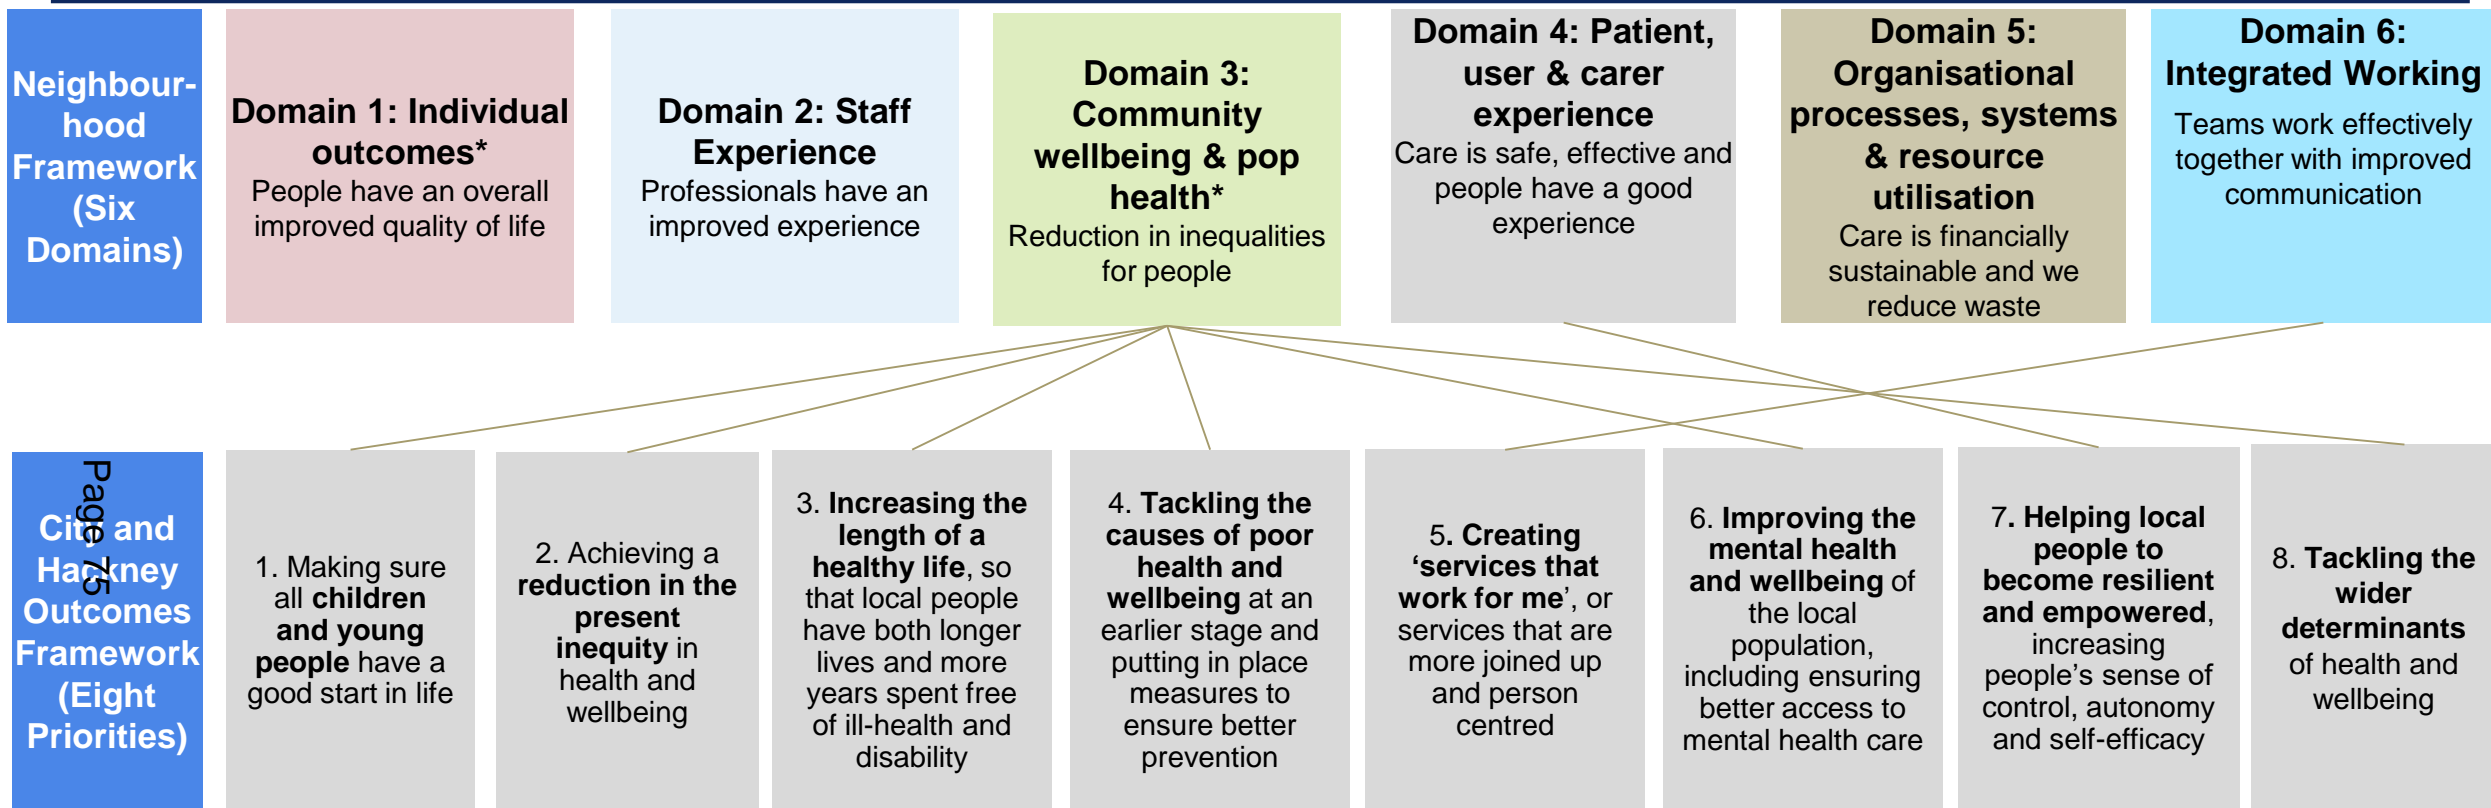 Neighbour-
hood
Framework
(Six
Domains)
Domain 1: Individual
outcomes*
People have an overall
improved quality of life
Domain 2: Staff
Experience
Professionals have an
improved experience
Domain 3:
Community
wellbeing & pop
health*
Reduction in inequalities
for people
Domain 4: Patient,
user & carer
experience
Care is safe, effective and
people have a good
experience
Domain 5:
Organisational
processes, systems
& resource
utilisation
Care is financially
sustainable and we
reduce waste
Domain 6:
Integrated Working
Teams work effectively
together with improved
communication
Page 75
City and
Hackney
Outcomes
Framework
(Eight
Priorities)
1. Making sure
all children
and young
people have a
good start in life
2. Achieving a
reduction in the
present
inequity in
health and
wellbeing
3. Increasing the
length of a
healthy life, so
that local people
have both longer
lives and more
years spent free
of ill-health and
disability
4. Tackling the
causes of poor
health and
wellbeing at an
earlier stage and
putting in place
measures to
ensure better
prevention
5. Creating
‘services that
work for me’, or
services that are
more joined up
and person
centred
6. Improving the
mental health
and wellbeing of
the local
population,
including ensuring
better access to
mental health care
7. Helping local
people to
become resilient
and empowered,
increasing
people’s sense of
control, autonomy
and self-efficacy
8. Tackling the
wider
determinants
of health and
wellbeing